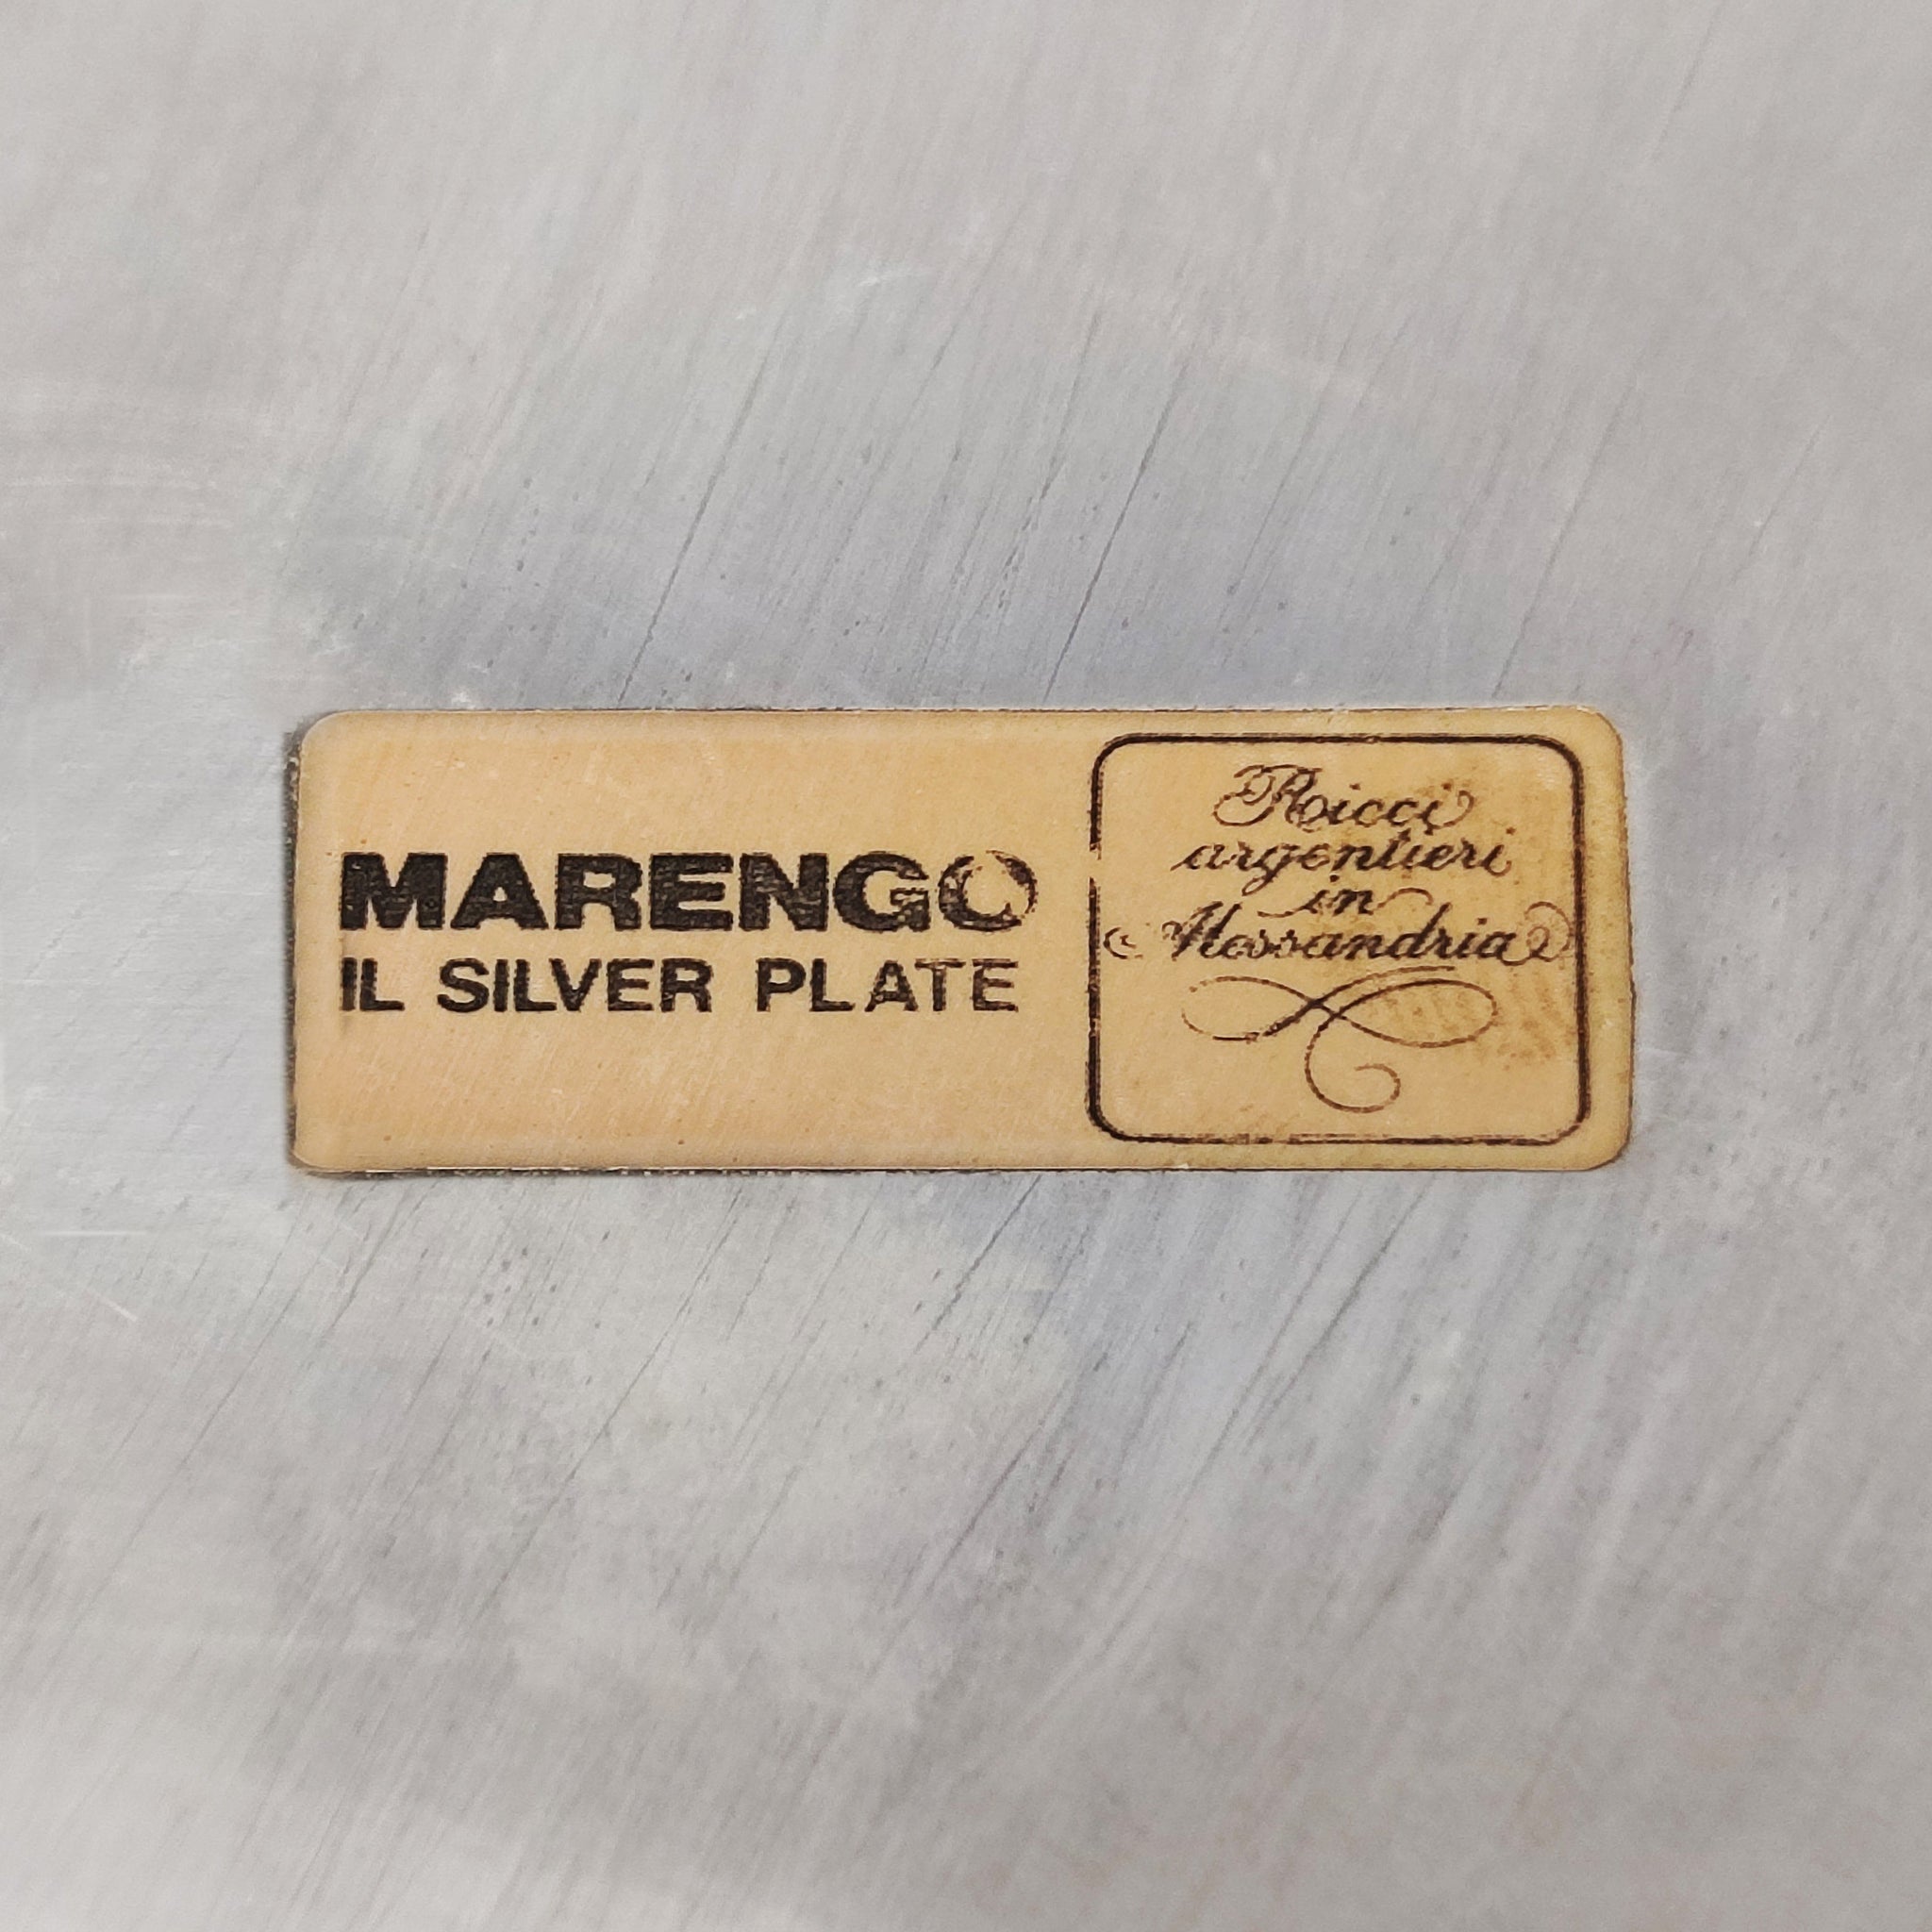 MARENGO
IL SILVER PLATE
Ricci
argentieri
in
Alessandria